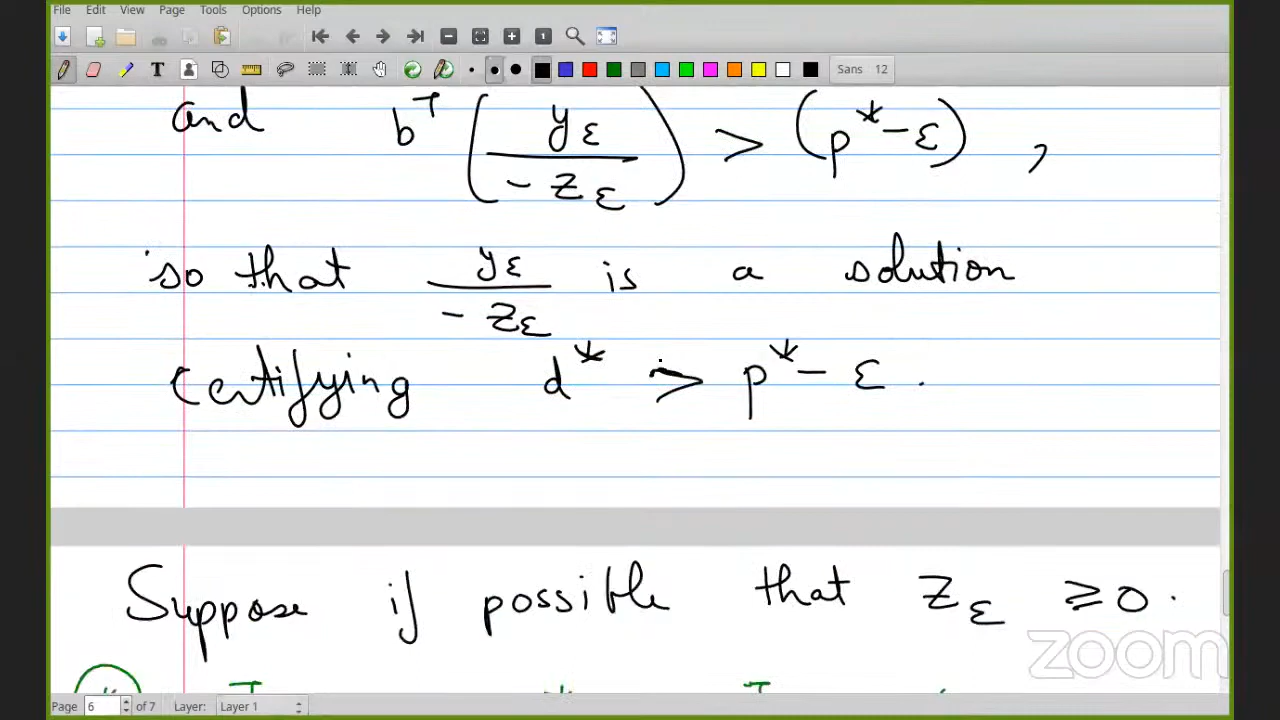 File Edit View Journal Tools Options Help
Sans 12
and b^T (y_ε / -z_ε) > (p* - ε),
so that y_ε / -z_ε is a solution
certifying d* > p* - ε.
Suppose if possible that z_ε ≥ 0.
zoom
Page 6 of 7 Layer: Layer 1